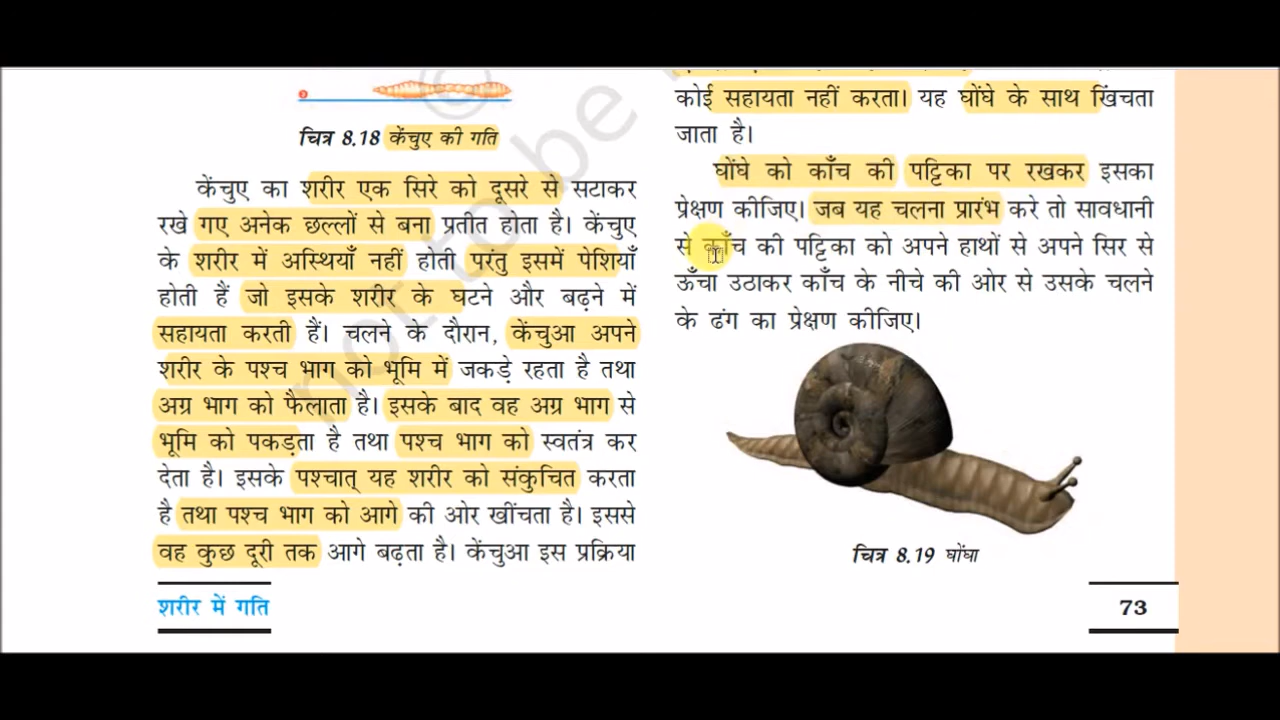 चित्र 8.18 केंचुए की गति
केंचुए का शरीर एक सिरे को दूसरे से सटाकर
रखे गए अनेक छल्लों से बना प्रतीत होता है। केंचुए
के शरीर में अस्थियाँ नहीं होती परंतु इसमें पेशियाँ
होती हैं जो इसके शरीर के घटने और बढ़ने में
सहायता करती हैं। चलने के दौरान, केंचुआ अपने
शरीर के पश्च भाग को भूमि में जकड़े रहता है तथा
अग्र भाग को फैलाता है। इसके बाद वह अग्र भाग से
भूमि को पकड़ता है तथा पश्च भाग को स्वतंत्र कर
देता है। इसके पश्चात् यह शरीर को संकुचित करता
है तथा पश्च भाग को आगे की ओर खींचता है। इससे
वह कुछ दूरी तक आगे बढ़ता है। केंचुआ इस प्रक्रिया
शरीर में गति
कोई सहायता नहीं करता। यह घोंघे के साथ खिंचता
जाता है।
घोंघे को काँच की पट्टिका पर रखकर इसका
प्रेक्षण कीजिए। जब यह चलना प्रारंभ करे तो सावधानी
से काँच की पट्टिका को अपने हाथों से अपने सिर से
ऊँचा उठाकर काँच के नीचे की ओर से उसके चलने
के ढंग का प्रेक्षण कीजिए।
चित्र 8.19 घोंघा
73
not to be